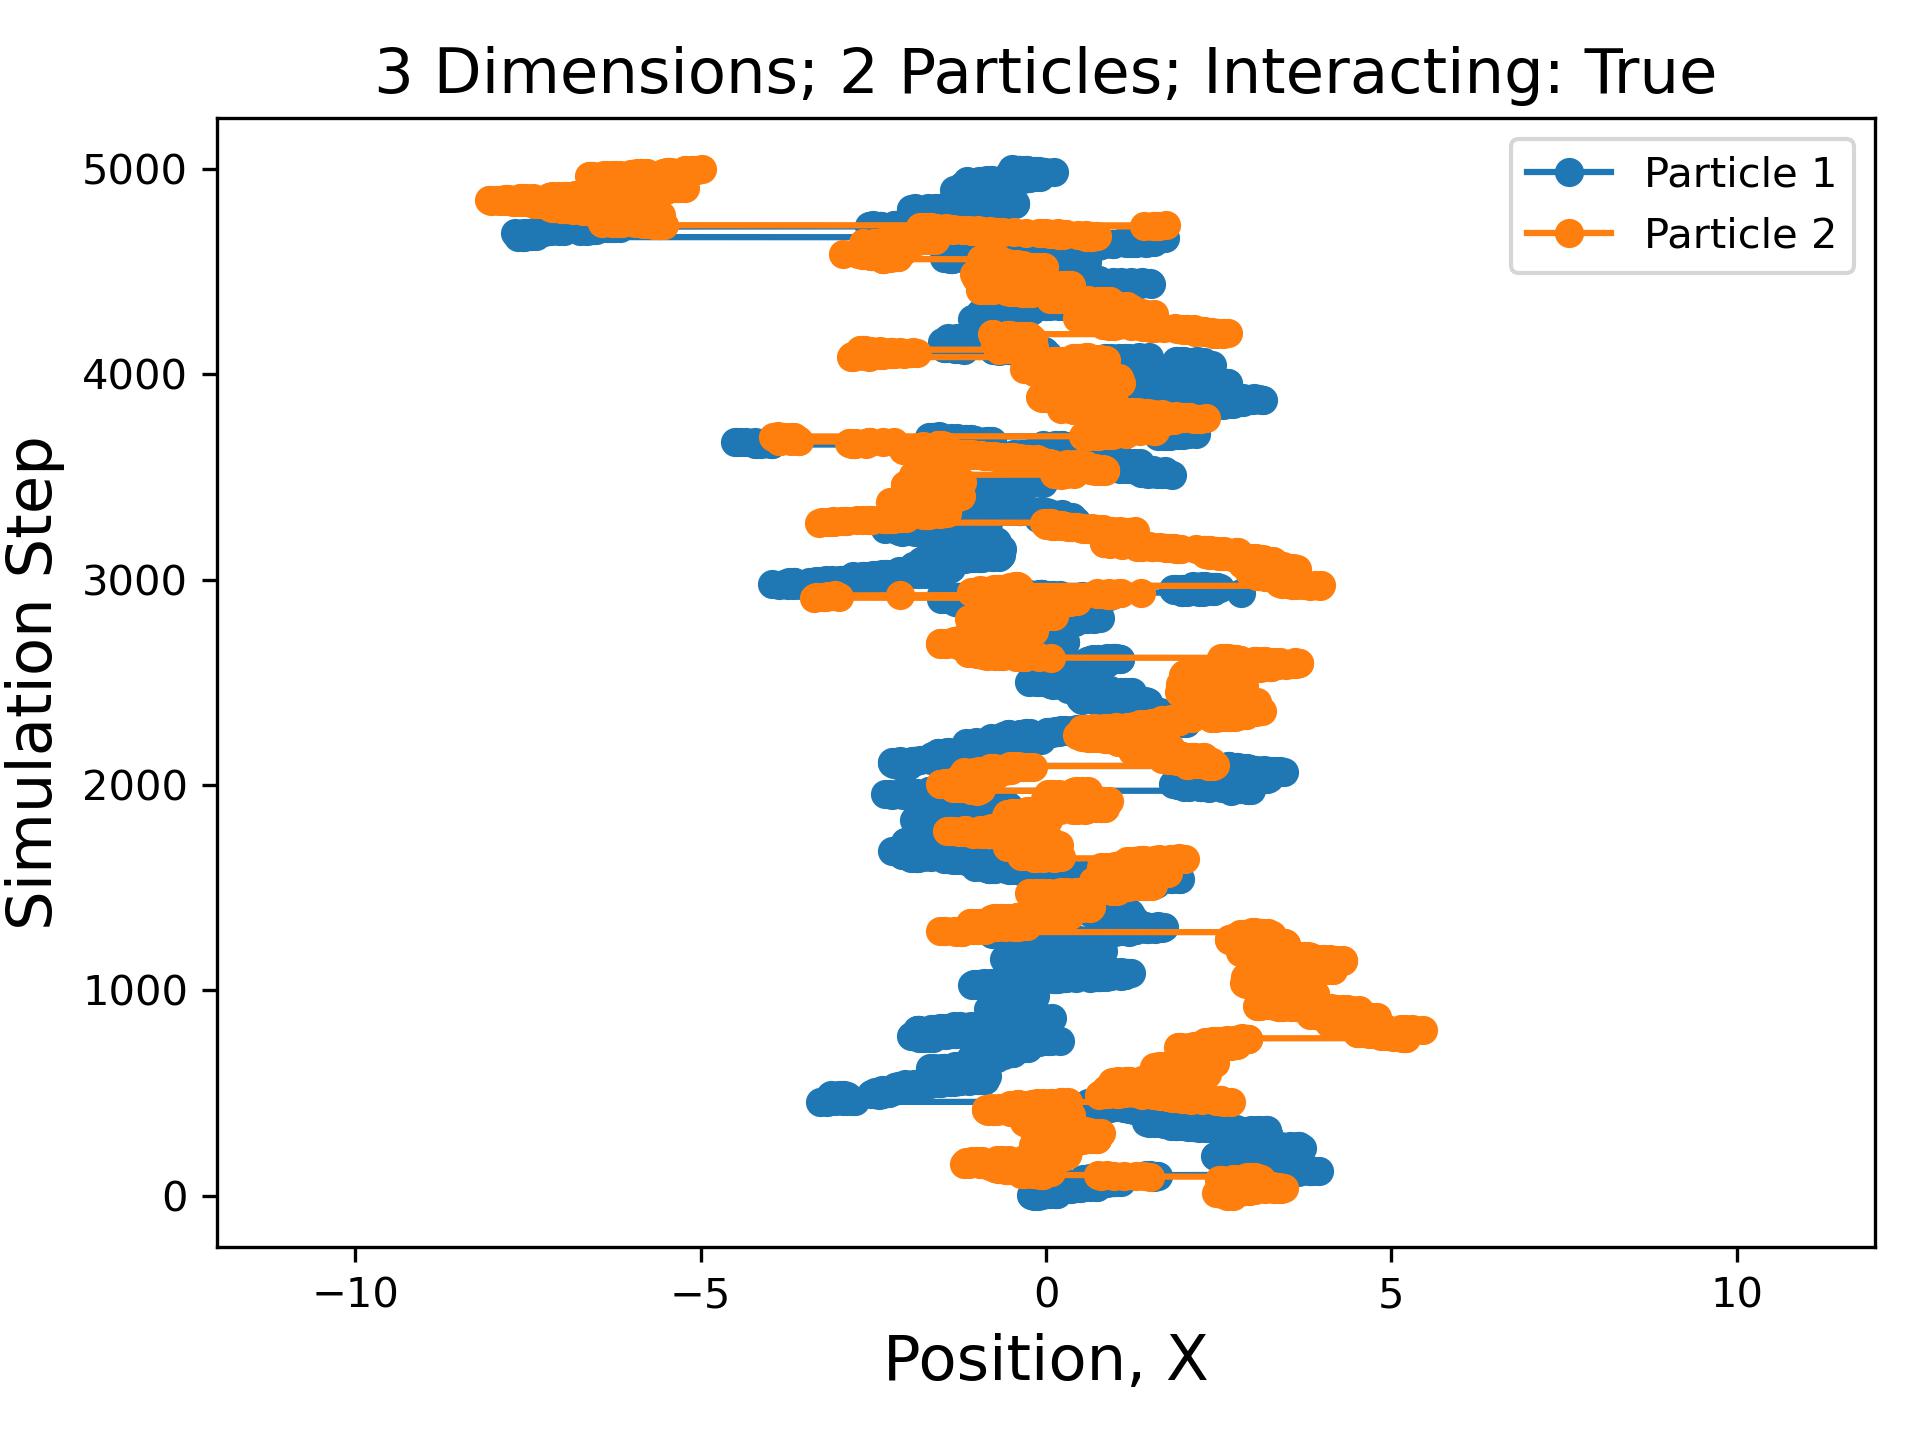 3 Dimensions; 2 Particles; Interacting: True
Particle 1
Particle 2
Simulation Step
5000
4000
3000
2000
1000
0
−10
−5
0
5
10
Position, X